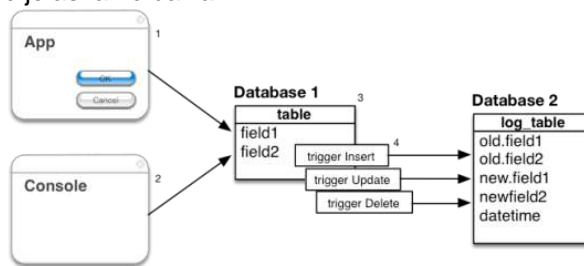 App
1
OK
Cancel
Console
2
Database 1
3
table
field1
field2
4
trigger Insert
trigger Update
trigger Delete
Database 2
log_table
old.field1
old.field2
new.field1
newfield2
datetime